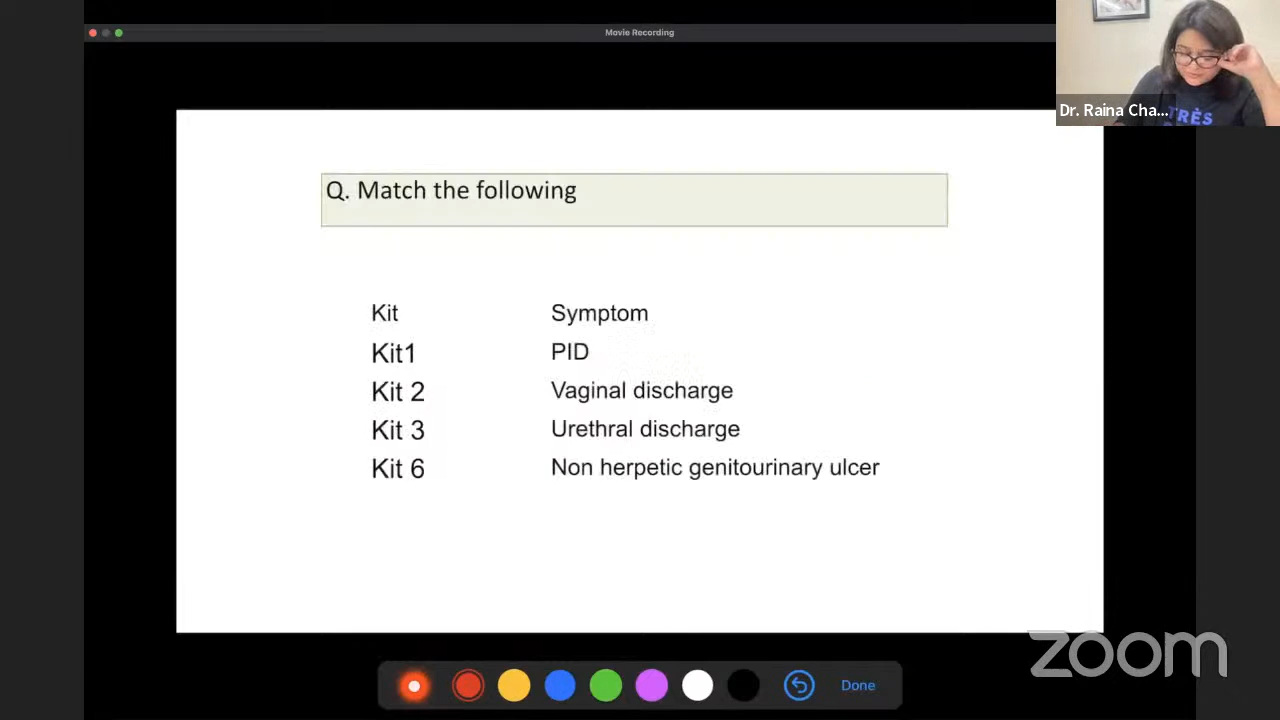 Movie Recording
Dr. Raina Cha...
TRÈS
Q. Match the following
Kit Symptom
Kit1 PID
Kit 2 Vaginal discharge
Kit 3 Urethral discharge
Kit 6 Non herpetic genitourinary ulcer
zoom
Done